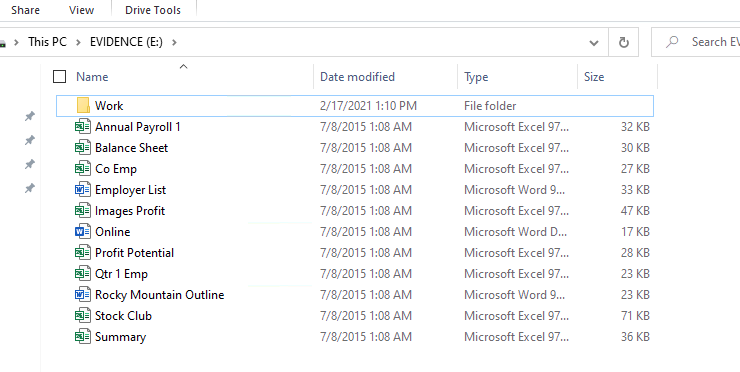 Share View Drive Tools
This PC > EVIDENCE (E:) > Search EV
Name Date modified Type Size
Work 2/17/2021 1:10 PM File folder
Annual Payroll 1 7/8/2015 1:08 AM Microsoft Excel 97... 32 KB
Balance Sheet 7/8/2015 1:08 AM Microsoft Excel 97... 30 KB
Co Emp 7/8/2015 1:08 AM Microsoft Excel 97... 27 KB
Employer List 7/8/2015 1:08 AM Microsoft Word 9... 33 KB
Images Profit 7/8/2015 1:08 AM Microsoft Excel 97... 47 KB
Online 7/8/2015 1:08 AM Microsoft Word D... 17 KB
Profit Potential 7/8/2015 1:08 AM Microsoft Excel 97... 28 KB
Qtr 1 Emp 7/8/2015 1:08 AM Microsoft Excel 97... 23 KB
Rocky Mountain Outline 7/8/2015 1:08 AM Microsoft Word 9... 23 KB
Stock Club 7/8/2015 1:08 AM Microsoft Excel 97... 71 KB
Summary 7/8/2015 1:08 AM Microsoft Excel 97... 36 KB